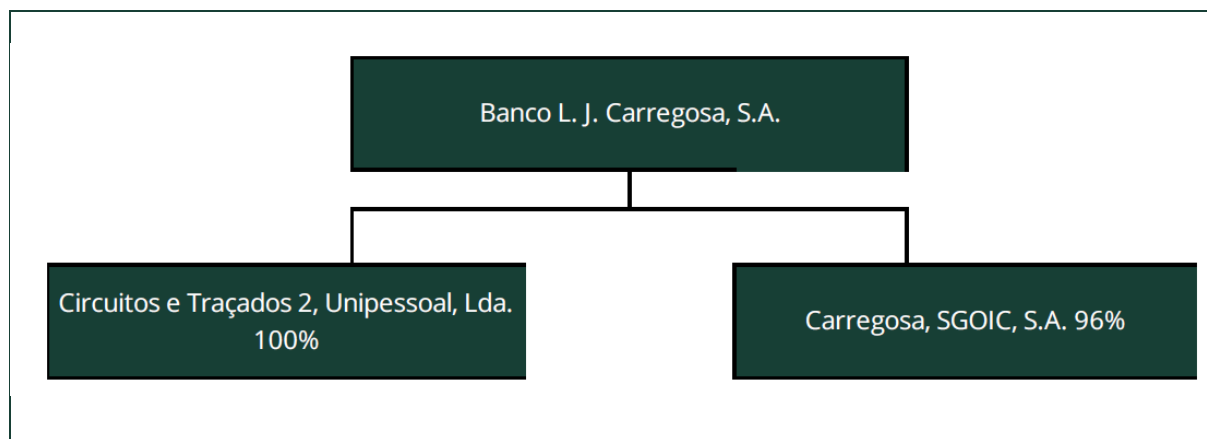 Banco L. J. Carregosa, S.A.
Circuitos e Traçados 2, Unipessoal, Lda.
100%
Carregosa, SGOIC, S.A. 96%